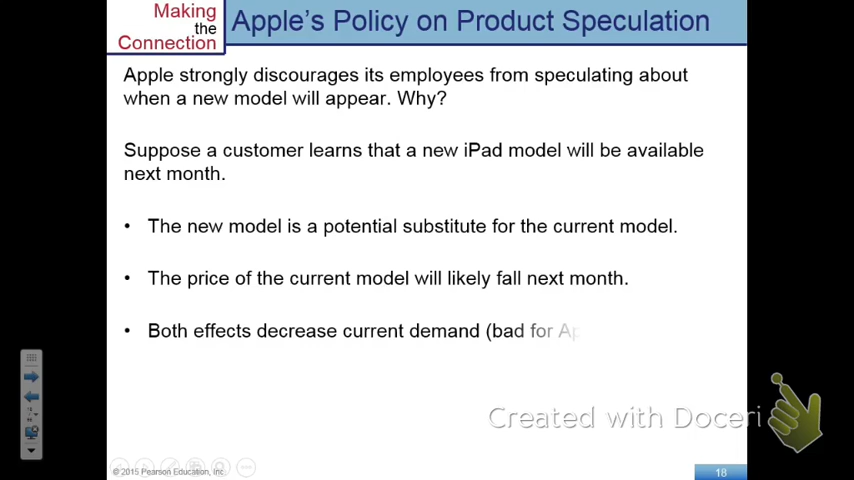 Making
the
Connection
Apple's Policy on Product Speculation
Apple strongly discourages its employees from speculating about
when a new model will appear. Why?
Suppose a customer learns that a new iPad model will be available
next month.
• The new model is a potential substitute for the current model.
• The price of the current model will likely fall next month.
• Both effects decrease current demand (bad for Ap
Created with Doceri
© 2015 Pearson Education, Inc.
18